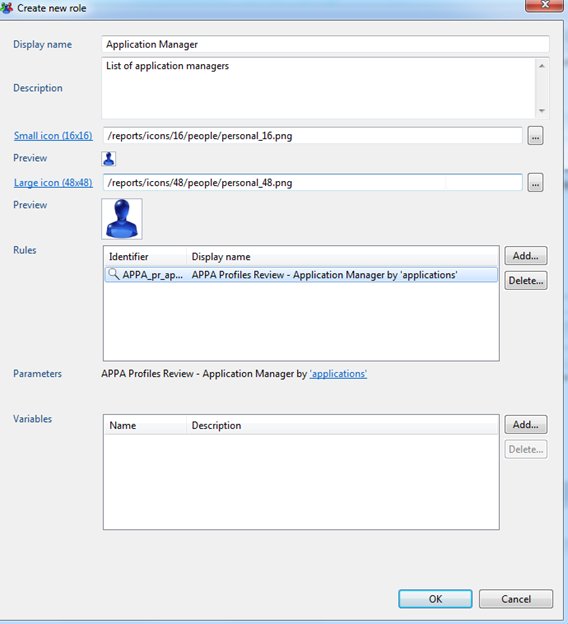 Create new role
Display name
Application Manager
Description
List of application managers
Small icon (16x16)
/reports/icons/16/people/personal_16.png
...
Preview
Large icon (48x48)
/reports/icons/48/people/personal_48.png
...
Preview
Rules
Identifier Display name
Add...
APPA_pr_ap... APPA Profiles Review - Application Manager by 'applications'
Delete...
Parameters
APPA Profiles Review - Application Manager by 'applications'
Variables
Name Description
Add...
Delete...
OK
Cancel